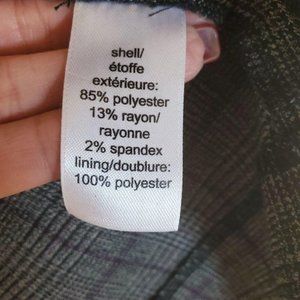 shell/
étoffe
extérieure:
85% polyester
13% rayon/
rayonne
2% spandex
lining/doublure:
100% polyester